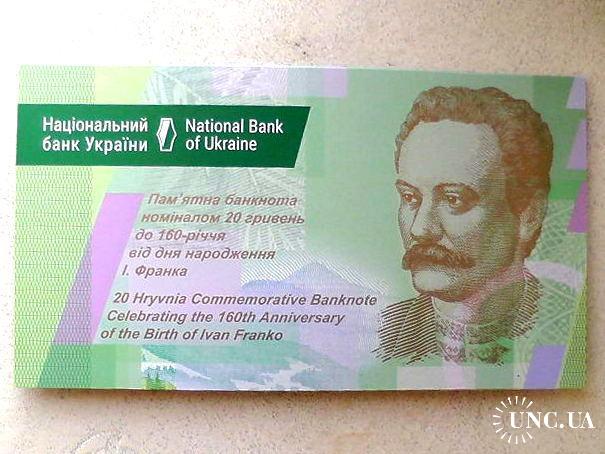 Національний
банк України
National Bank
of Ukraine
Пам'ятна банкнота
номіналом 20 гривень
до 160-річчя
від дня народження
І. Франка
20 Hryvnia Commemorative Banknote
Celebrating the 160th Anniversary
of the Birth of Ivan Franko
UNC.UA